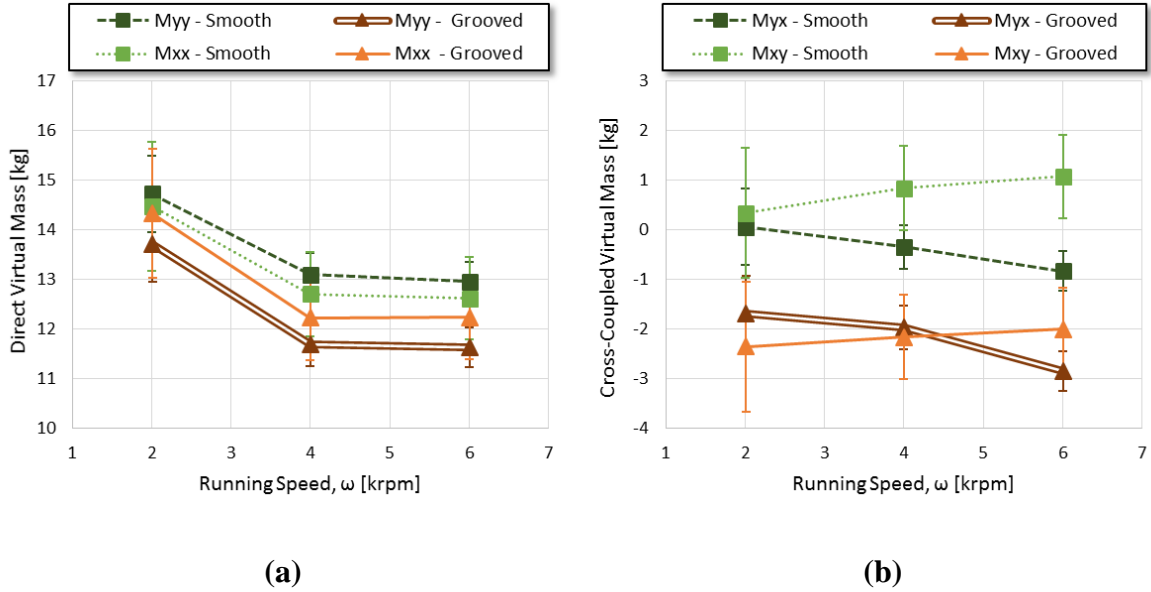 Myy - Smooth Myy - Grooved
Mxx - Smooth Mxx - Grooved
17
16
15
14
13
12
11
10
Direct Virtual Mass [kg]
1 2 3 4 5 6 7
Running Speed, ω [krpm]
(a)
Myx - Smooth Myx - Grooved
Mxy - Smooth Mxy - Grooved
3
2
1
0
-1
-2
-3
-4
Cross-Coupled Virtual Mass [kg]
1 2 3 4 5 6 7
Running Speed, ω [krpm]
(b)